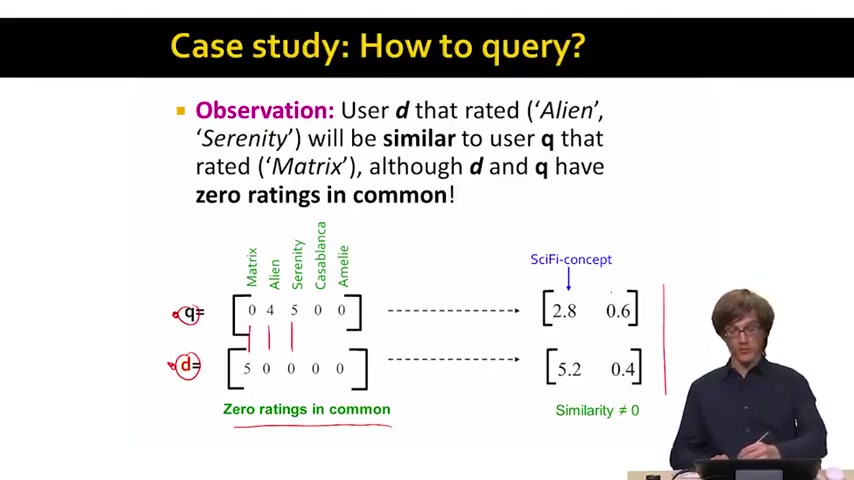 Case study: How to query?
Observation: User d that rated (‘Alien’,
‘Serenity’) will be similar to user q that
rated (‘Matrix’), although d and q have
zero ratings in common!
Matrix
Alien
Serenity
Casablanca
Amelie
SciFi-concept
q= 0 4 5 0 0 2.8 0.6
d= 5 0 0 0 0 5.2 0.4
Zero ratings in common
Similarity ≠ 0